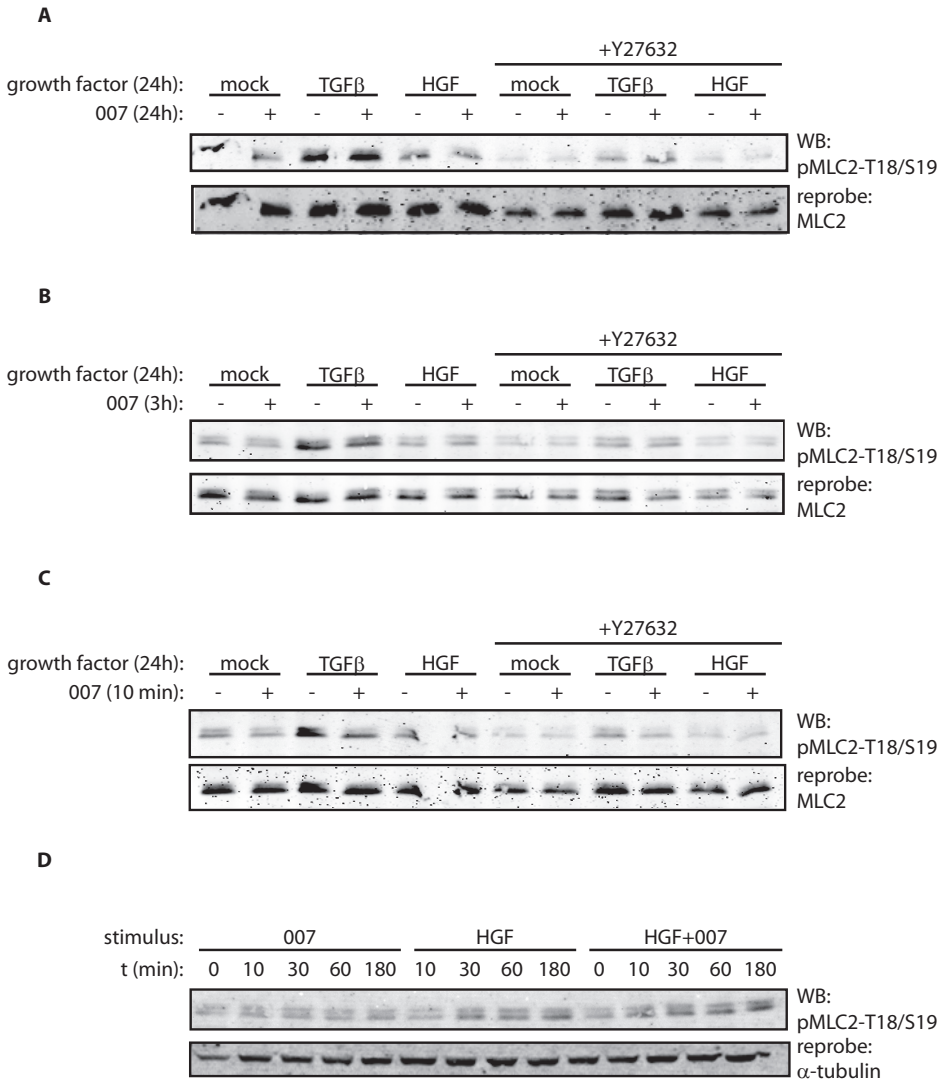 A
+Y27632
growth factor (24h): mock TGFβ HGF mock TGFβ HGF
007 (24h): - + - + - + - + - + - +
WB:
pMLC2-T18/S19
reprobe:
MLC2
B
+Y27632
growth factor (24h): mock TGFβ HGF mock TGFβ HGF
007 (3h): - + - + - + - + - + - +
WB:
pMLC2-T18/S19
reprobe:
MLC2
C
+Y27632
growth factor (24h): mock TGFβ HGF mock TGFβ HGF
007 (10 min): - + - + - + - + - + - +
WB:
pMLC2-T18/S19
reprobe:
MLC2
D
stimulus: 007 HGF HGF+007
t (min): 0 10 30 60 180 10 30 60 180 0 10 30 60 180
WB:
pMLC2-T18/S19
reprobe:
α-tubulin